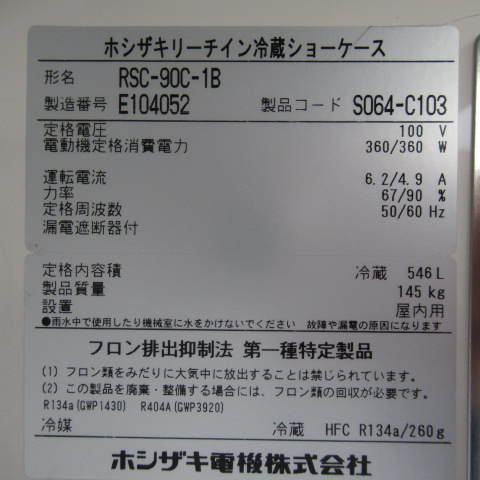 ホシザキリーチイン冷蔵ショーケース
形名 RSC-90C-1B
製造番号 E104052 製品コード S064-C103
定格電圧 100 V
電動機定格消費電力 360/360 W
運転電流 6.2/4.9 A
力率 67/90 %
定格周波数 50/60 Hz
漏電遮断器付
定格内容積 冷蔵 546 L
製品質量 145 kg
設置 屋内用
●雨水中で使用したり機械室に水をかけないでください 故障や漏電の原因になります
フロン排出抑制法 第一種特定製品
(1) フロン類をみだりに大気中に放出することは禁じられています。
(2) この製品を廃棄・整備する場合には、フロン類の回収が必要です。
R134a(GWP1430) R404A(GWP3920)
冷媒 冷蔵 HFC R134a/260g
ホシザキ電機株式会社